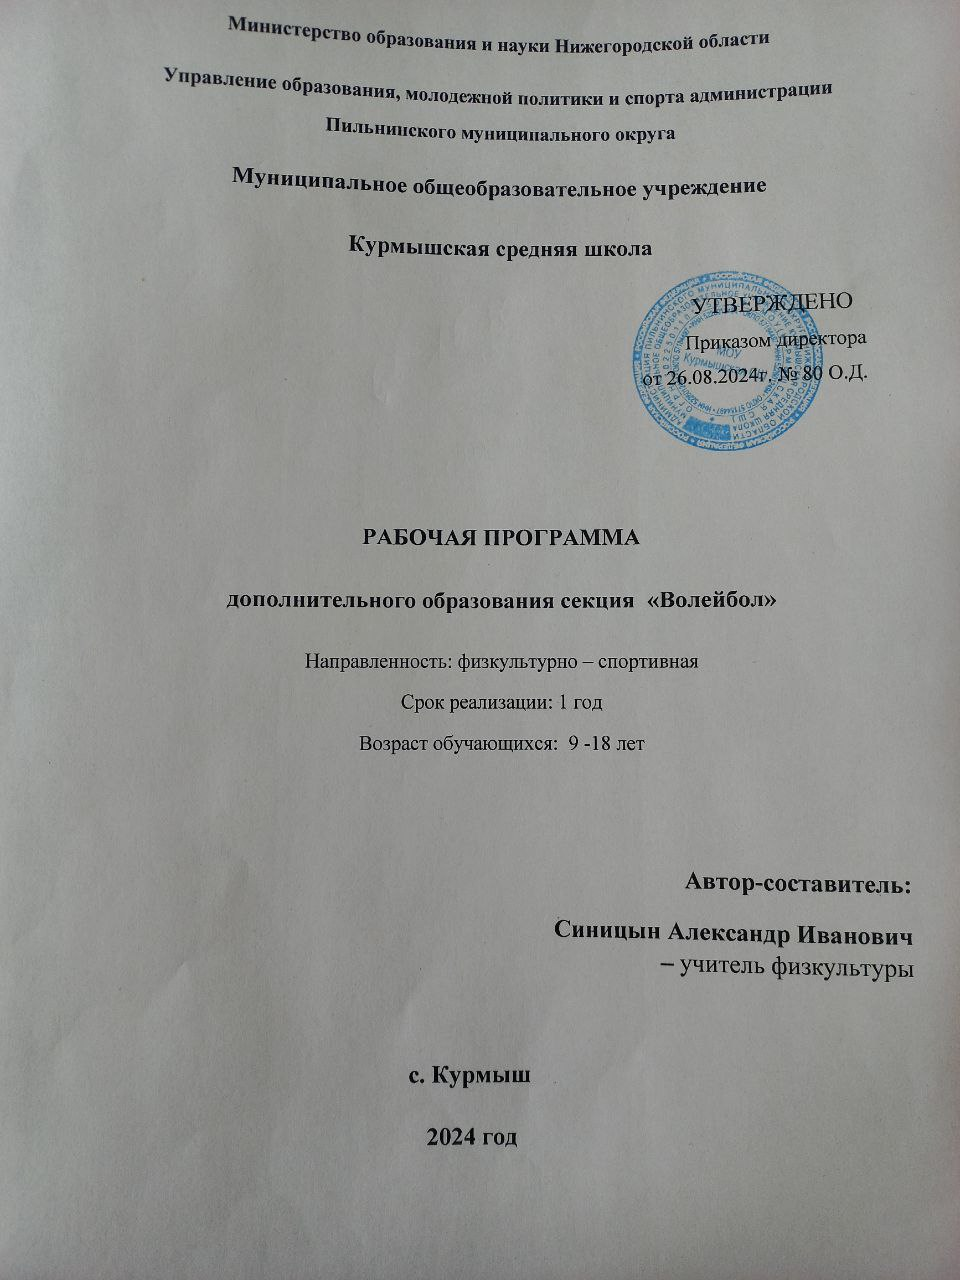 Министерство образования и науки Нижегородской области
Управление образования, молодежной политики и спорта администрации
Пильнинского муниципального округа
Муниципальное общеобразовательное учреждение
Курмышская средняя школа
УТВЕРЖДЕНО
Приказом директора
от 26.08.2024г. № 80 О.Д.
МОУ
РАБОЧАЯ ПРОГРАММА
дополнительного образования секция «Волейбол»
Направленность: физкультурно – спортивная
Срок реализации: 1 год
Возраст обучающихся: 9 -18 лет
Автор-составитель:
Синицын Александр Иванович
– учитель физкультуры
с. Курмыш
2024 год